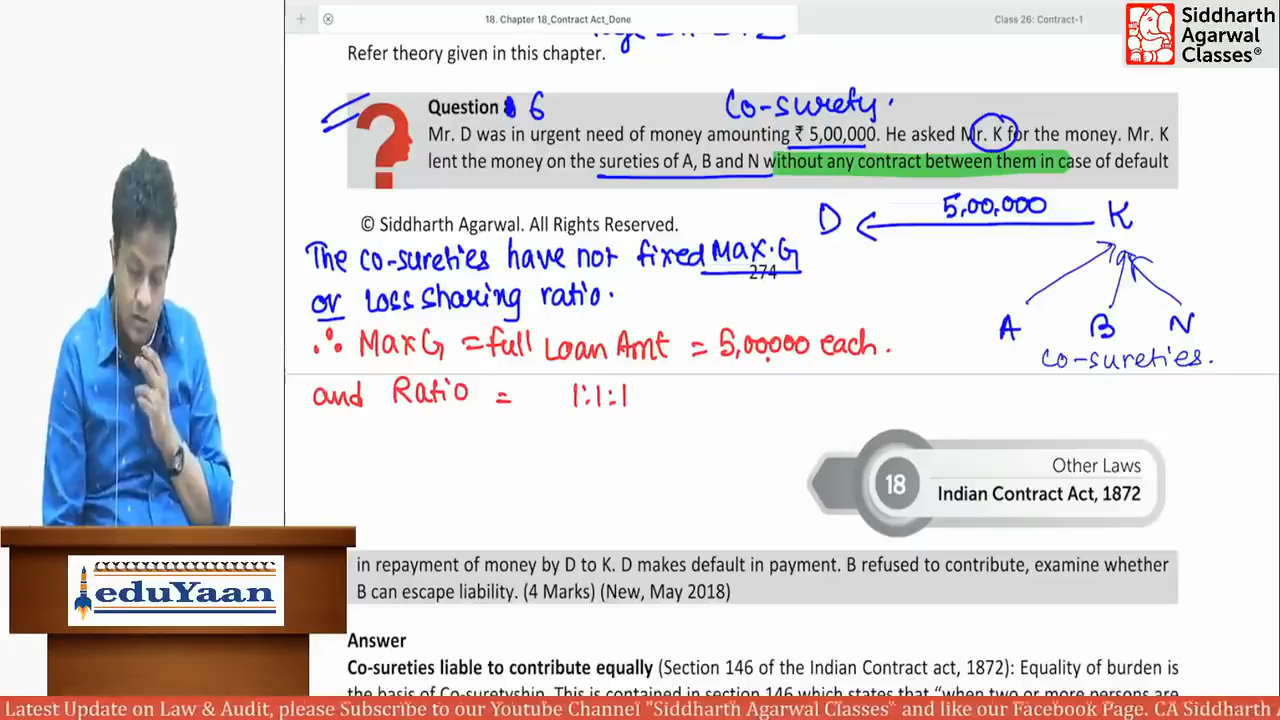 18. Chapter 18_Contract Act_Done
Class 26: Contract-1
Siddharth
Agarwal
Classes®
Refer theory given in this chapter.
Question 6
Co-surety.
Mr. D was in urgent need of money amounting ₹ 5,00,000. He asked Mr. K for the money. Mr. K
lent the money on the sureties of A, B and N without any contract between them in case of default
D
5,00,000
K
© Siddharth Agarwal. All Rights Reserved.
The co-sureties have not fixed Max.G
274
or Loss sharing ratio.
A B N
co-sureties.
∴ Max G = full Loan Amt = 5,00,000 each.
and Ratio = 1:1:1
Other Laws
18
Indian Contract Act, 1872
in repayment of money by D to K. D makes default in payment. B refused to contribute, examine whether
B can escape liability. (4 Marks) (New, May 2018)
eduYaan
Answer
Co-sureties liable to contribute equally (Section 146 of the Indian Contract act, 1872): Equality of burden is
the basis of Co-suretyship. This is contained in section 146 which states that “when two or more persons are
Latest Update on Law & Audit, please Subscribe to our Youtube Channel "Siddharth Agarwal Classes" and like our Facebook Page. CA Siddharth